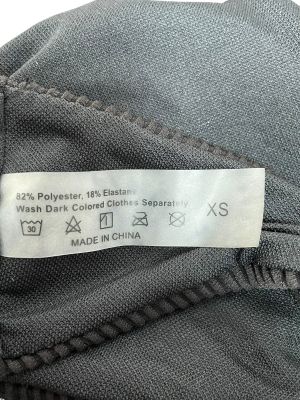 82% Polyester, 18% Elastane
Wash Dark Colored Clothes Separately
30
XS
MADE IN CHINA